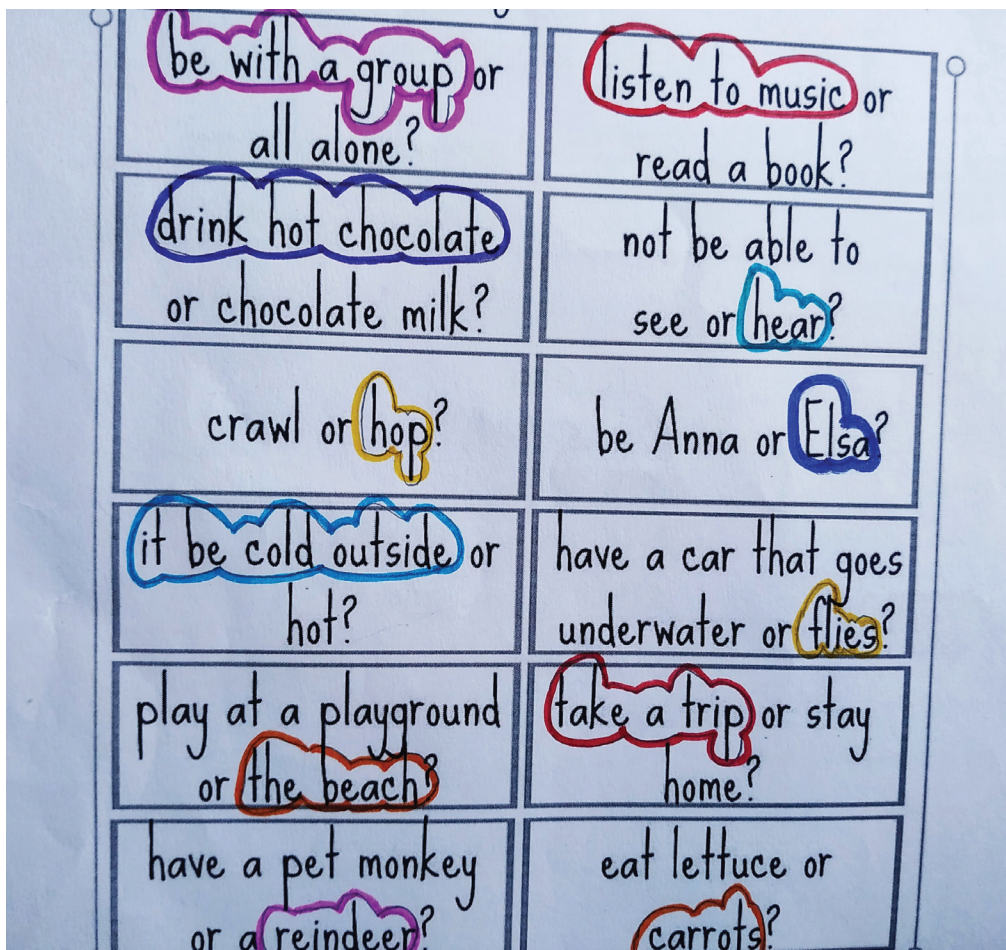 be with a group or
all alone?
listen to music or
read a book?
drink hot chocolate
or chocolate milk?
not be able to
see or hear?
crawl or hop?
be Anna or Elsa?
it be cold outside or
hot?
have a car that goes
underwater or flies?
play at a playground
or the beach?
take a trip or stay
home?
have a pet monkey
or a reindeer?
eat lettuce or
carrots?